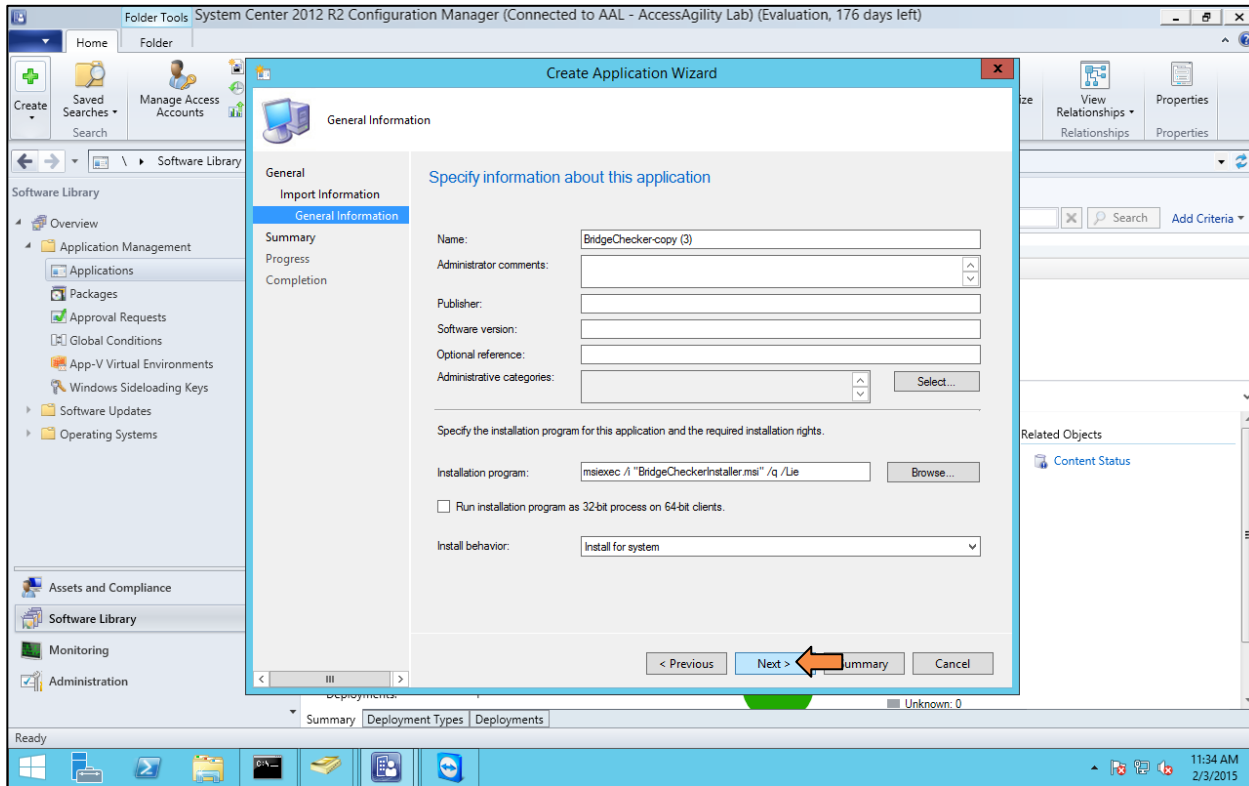 Folder Tools System Center 2012 R2 Configuration Manager (Connected to AAL - AccessAgility Lab) (Evaluation, 176 days left)
Home Folder
Create
Saved Searches
Search
Manage Access Accounts
ize
View Relationships
Relationships
Properties
Properties
\ Software Library
Software Library
Overview
Application Management
Applications
Packages
Approval Requests
Global Conditions
App-V Virtual Environments
Windows Sideloading Keys
Software Updates
Operating Systems
Assets and Compliance
Software Library
Monitoring
Administration
Create Application Wizard
General Information
General
Import Information
General Information
Summary
Progress
Completion
Specify information about this application
Name: BridgeChecker-copy (3)
Administrator comments:
Publisher:
Software version:
Optional reference:
Administrative categories: Select...
Specify the installation program for this application and the required installation rights.
Installation program: msiexec /i "BridgeCheckerInstaller.msi" /q /Lie Browse...
Run installation program as 32-bit process on 64-bit clients.
Install behavior: Install for system
< Previous Next > ummary Cancel
Search Add Criteria
Related Objects
Content Status
Deployments:
Unknown: 0
Summary Deployment Types Deployments
Ready
11:34 AM
2/3/2015